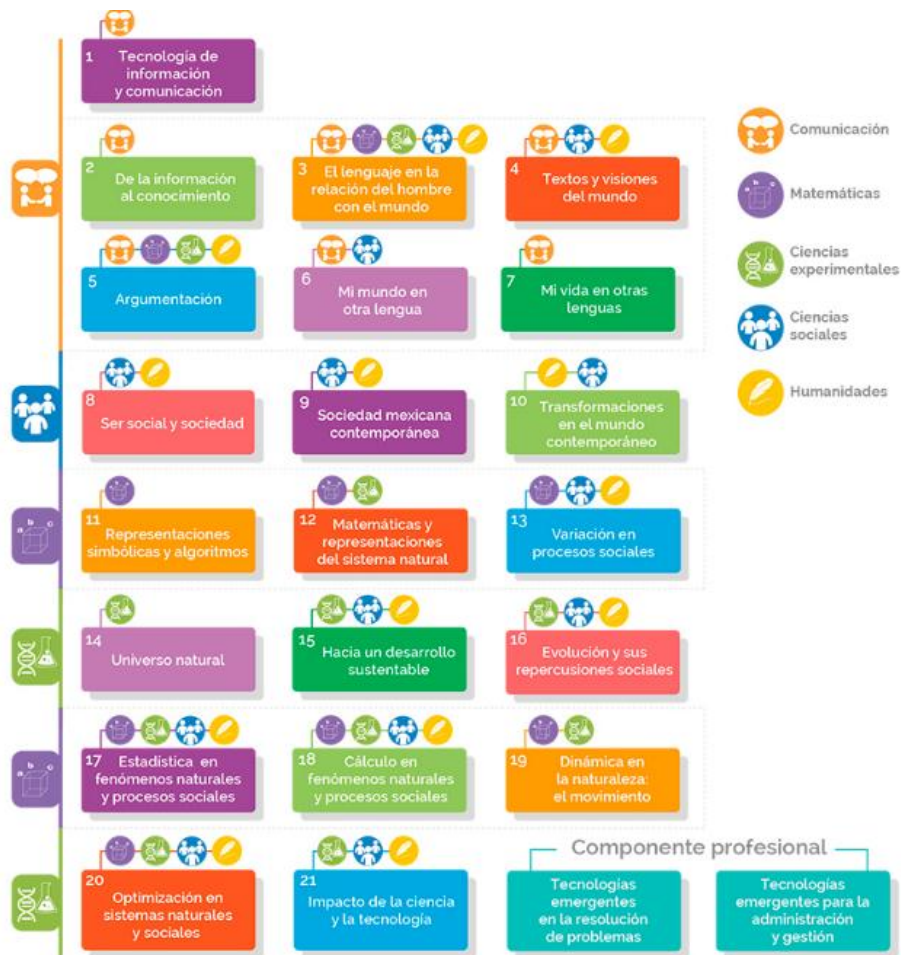 1 Tecnología de
información
y comunicación
2
De la información
al conocimiento
3 El lenguaje en la
relación del hombre
con el mundo
4
Textos y visiones
del mundo
5
Argumentación
6
Mi mundo en
otra lengua
7
Mi vida en otras
lenguas
8
Ser social y sociedad
9
Sociedad mexicana
contemporánea
10
Transformaciones
en el mundo
contemporáneo
11
Representaciones
simbólicas y algoritmos
12 Matemáticas y
representaciones
del sistema natural
13
Variación en
procesos sociales
14
Universo natural
15
Hacia un desarrollo
sustentable
16
Evolución y sus
repercusiones sociales
17 Estadística en
fenómenos naturales
y procesos sociales
18 Cálculo en
fenómenos naturales
y procesos sociales
19 Dinámica en
la naturaleza:
el movimiento
20
Optimización en
sistemas naturales
y sociales
21
Impacto de la ciencia
y la tecnología
Componente profesional
Tecnologías
emergentes
en la resolución
de problemas
Tecnologías
emergentes para la
administración
y gestión
Comunicación
Matemáticas
Ciencias
experimentales
Ciencias
sociales
Humanidades